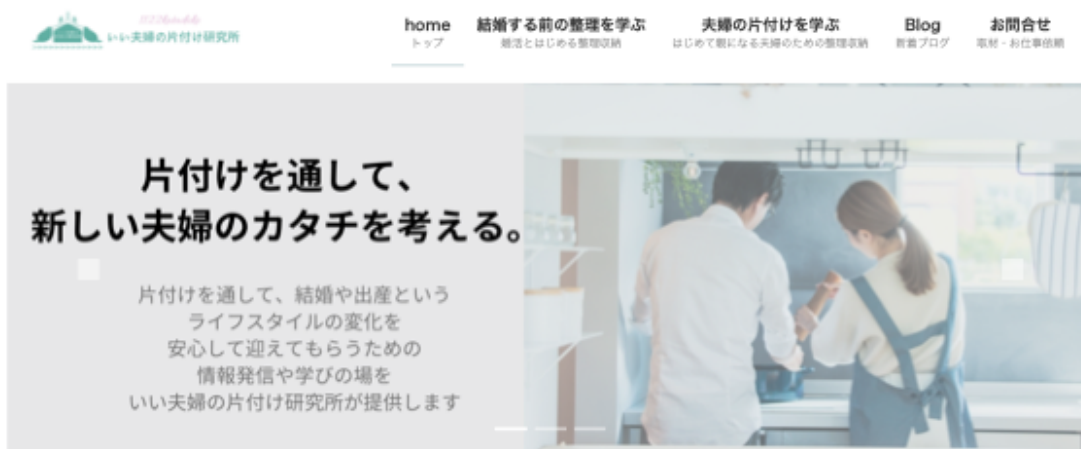 いい夫婦の片付け研究所
home
トップ
結婚する前の整理を学ぶ
婚活とはじめる整理収納
夫婦の片付けを学ぶ
はじめて親になる夫婦のための整理収納
Blog
新着ブログ
お問合せ
取材・お仕事依頼
片付けを通して、
新しい夫婦のカタチを考える。
片付けを通して、結婚や出産という
ライフスタイルの変化を
安心して迎えてもらうための
情報発信や学びの場を
いい夫婦の片付け研究所が提供します